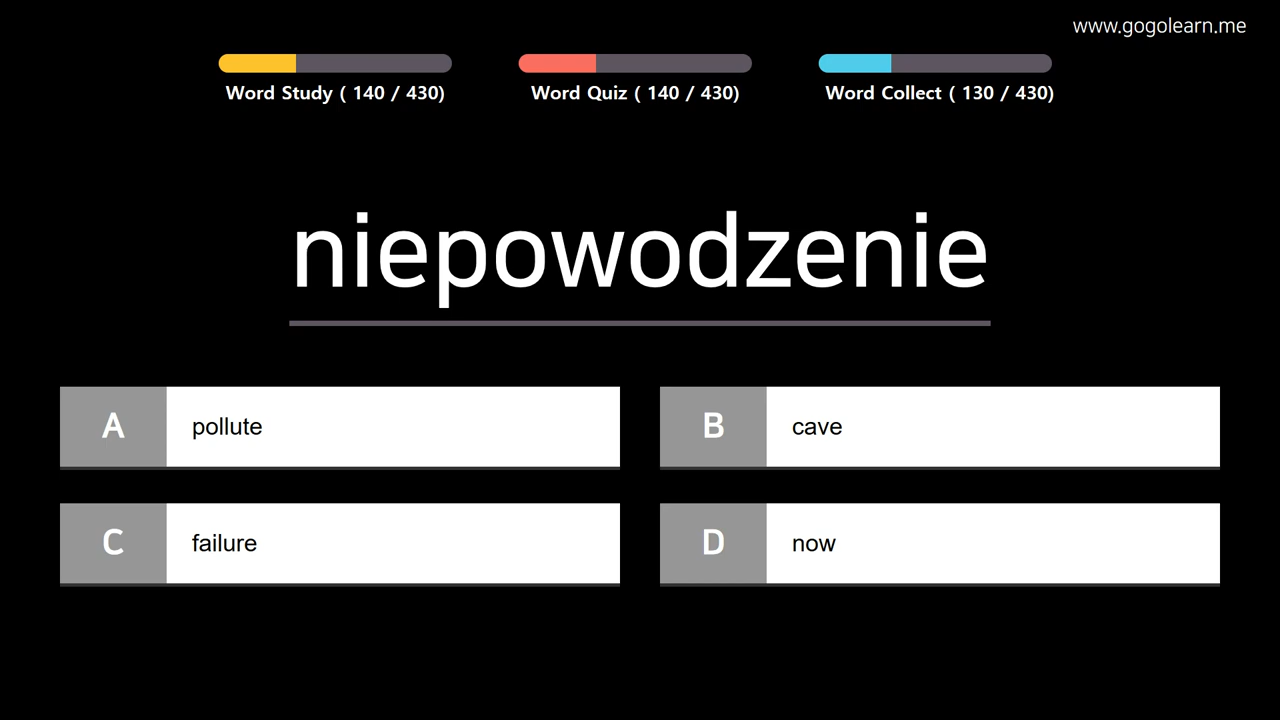 www.gogolearn.me
Word Study ( 140 / 430)
Word Quiz ( 140 / 430)
Word Collect ( 130 / 430)
niepowodzenie
A pollute
B cave
C failure
D now